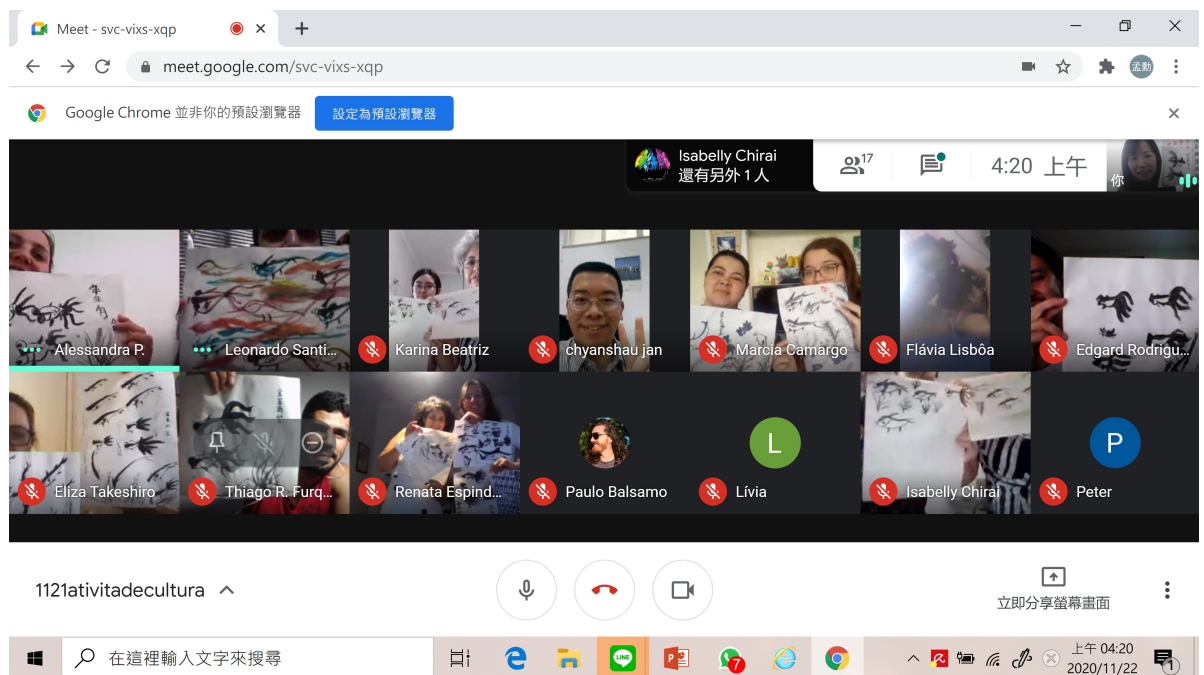 Meet - svc-vixs-xqp
meet.google.com/svc-vixs-xqp
孟勳
Google Chrome 並非你的預設瀏覽器
設定為預設瀏覽器
Isabelly Chirai
還有另外 1 人
17
4:20 上午
你
Alessandra P.
Leonardo Santi...
Karina Beatriz
chyanshau jan
Marcia Camargo
Flávia Lisbôa
Edgard Rodrigu...
Eliza Takeshiro
Thiago R. Furq...
Renata Espind...
Paulo Balsamo
L
Lívia
Isabelly Chirai
P
Peter
1121ativitadecultura
立即分享螢幕畫面
在這裡輸入文字來搜尋
LINE
7
上午 04:20
2020/11/22
1